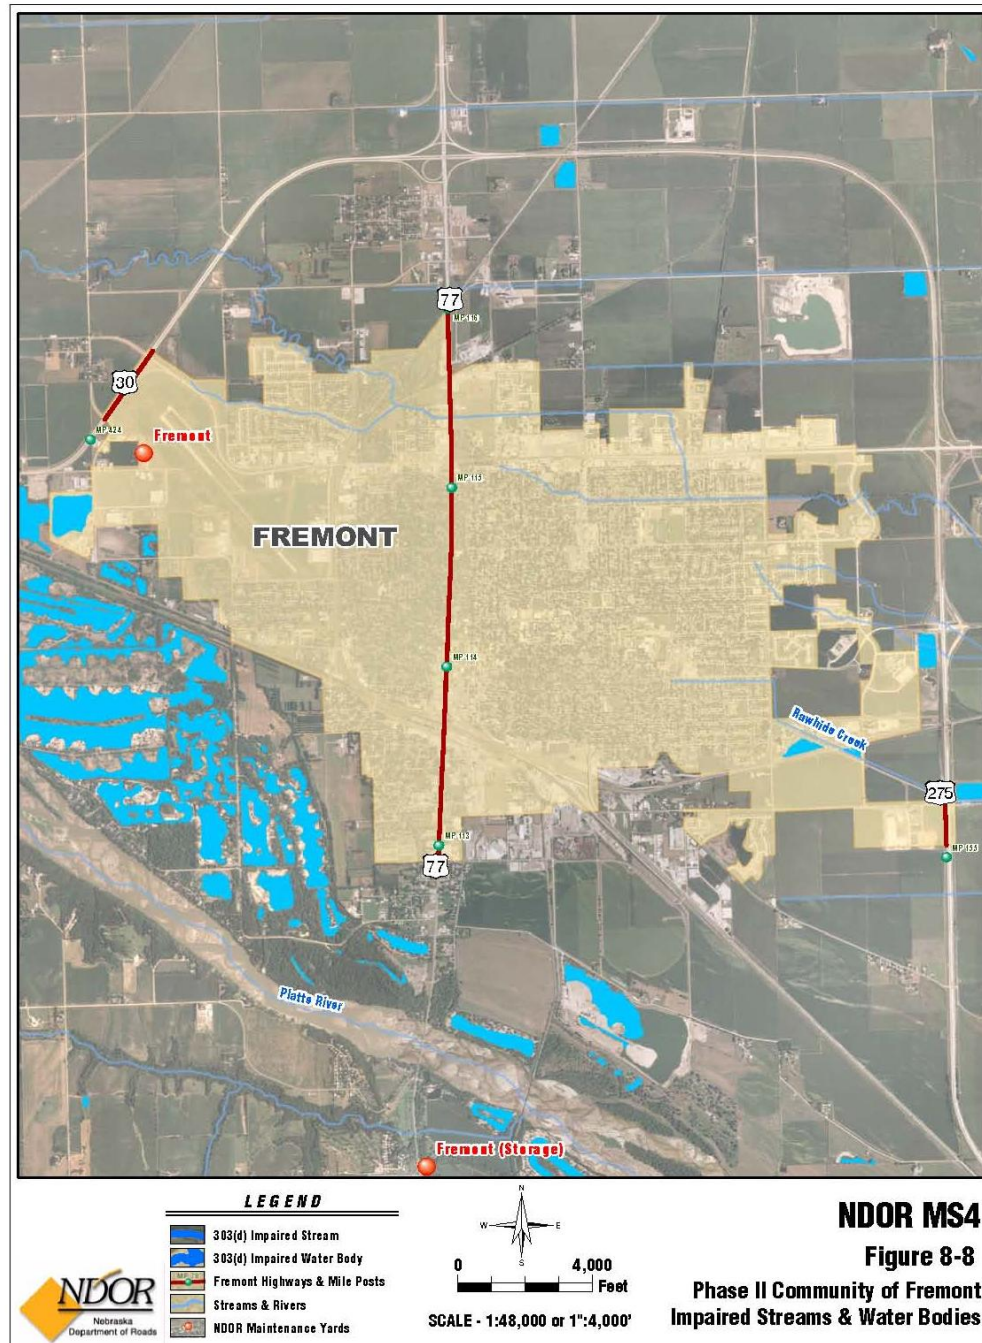 77
MP 116
30
MP 424
Fremont
MP 115
FREMONT
MP 114
Rawhide Creek
275
MP 113
77
MP 155
Platte River
Fremont (Storage)
LEGEND
303(d) Impaired Stream
303(d) Impaired Water Body
Fremont Highways & Mile Posts
Streams & Rivers
NDOR Maintenance Yards
NDOR
Nebraska
Department of Roads
N
W
E
S
0 4,000
Feet
SCALE - 1:48,000 or 1":4,000'
NDOR MS4
Figure 8-8
Phase II Community of Fremont
Impaired Streams & Water Bodies